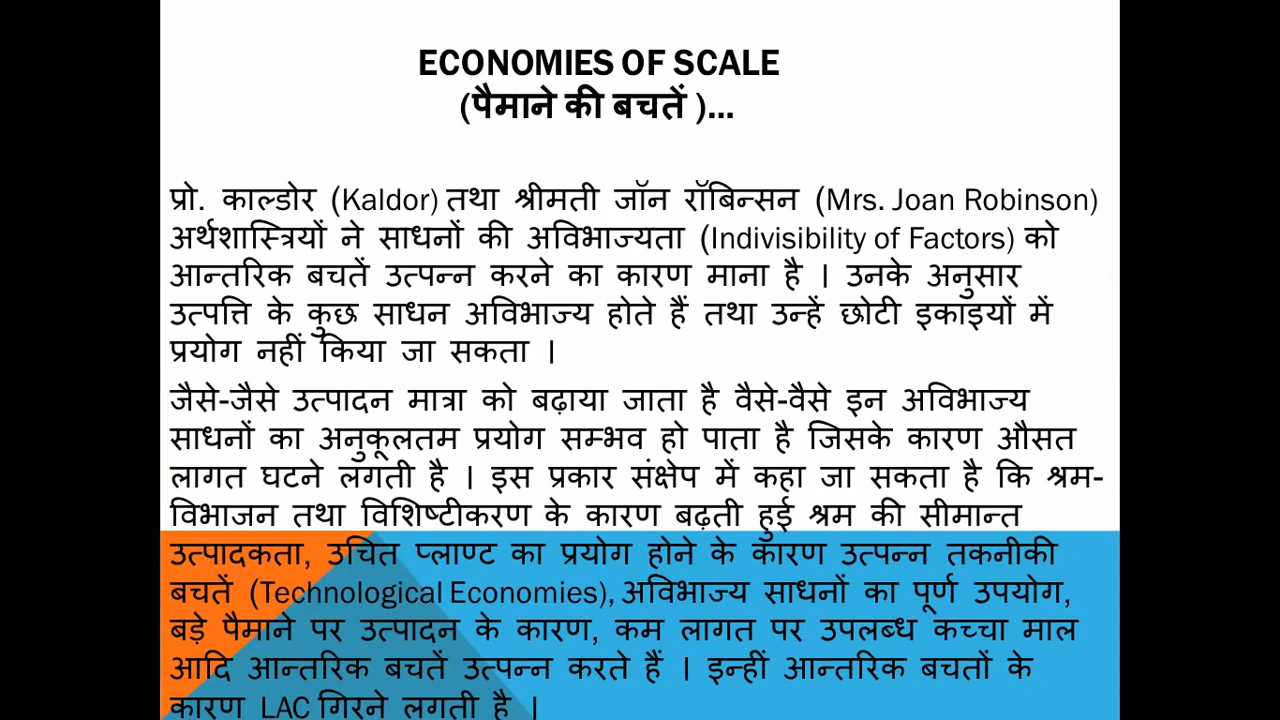 ECONOMIES OF SCALE
(पैमाने की बचतें )...
प्रो. काल्डोर (Kaldor) तथा श्रीमती जॉन रॉबिन्सन (Mrs. Joan Robinson)
अर्थशास्त्रियों ने साधनों की अविभाज्यता (Indivisibility of Factors) को
आन्तरिक बचतें उत्पन्न करने का कारण माना है । उनके अनुसार
उत्पत्ति के कुछ साधन अविभाज्य होते हैं तथा उन्हें छोटी इकाइयों में
प्रयोग नहीं किया जा सकता ।
जैसे-जैसे उत्पादन मात्रा को बढ़ाया जाता है वैसे-वैसे इन अविभाज्य
साधनों का अनुकूलतम प्रयोग सम्भव हो पाता है जिसके कारण औसत
लागत घटने लगती है । इस प्रकार संक्षेप में कहा जा सकता है कि श्रम-
विभाजन तथा विशिष्टीकरण के कारण बढ़ती हुई श्रम की सीमान्त
उत्पादकता, उचित प्लाण्ट का प्रयोग होने के कारण उत्पन्न तकनीकी
बचतें (Technological Economies), अविभाज्य साधनों का पूर्ण उपयोग,
बड़े पैमाने पर उत्पादन के कारण, कम लागत पर उपलब्ध कच्चा माल
आदि आन्तरिक बचतें उत्पन्न करते हैं । इन्हीं आन्तरिक बचतों के
कारण LAC गिरने लगती है ।